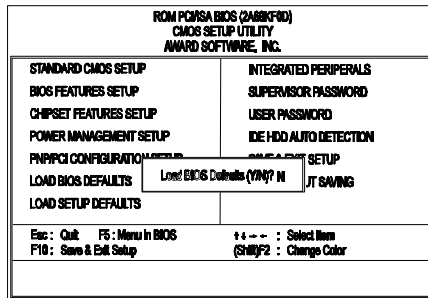 ROM PCI/ISA BIOS (2A69KF0D)
CMOS SETUP UTILITY
AWARD SOFTWARE, INC.
STANDARD CMOS SETUP
BIOS FEATURES SETUP
CHIPSET FEATURES SETUP
POWER MANAGEMENT SETUP
PNP/PCI CONFIGURATION
LOAD BIOS DEFAULTS
LOAD SETUP DEFAULTS
INTEGRATED PERIPERALS
SUPERVISOR PASSWORD
USER PASSWORD
IDE HDD AUTO DETECTION
SETUP
SAVING
Load BIOS Defaults (Y/N)? N
Esc : Quit F5 : Menu in BIOS
F10 : Save & Exit Setup
: Select Item
(Shift)F2 : Change Color